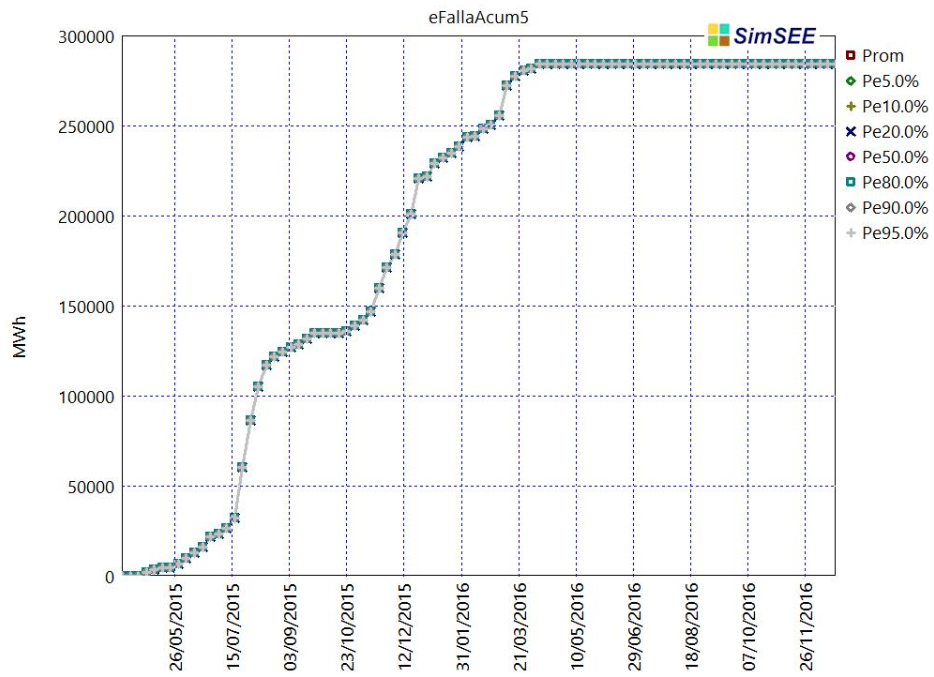 eFallaAcum5
SimSEE
300000
250000
200000
150000
100000
50000
0
MWh
26/05/2015
15/07/2015
03/09/2015
23/10/2015
12/12/2015
31/01/2016
21/03/2016
10/05/2016
29/06/2016
18/08/2016
07/10/2016
26/11/2016
Prom
Pe5.0%
Pe10.0%
Pe20.0%
Pe50.0%
Pe80.0%
Pe90.0%
Pe95.0%